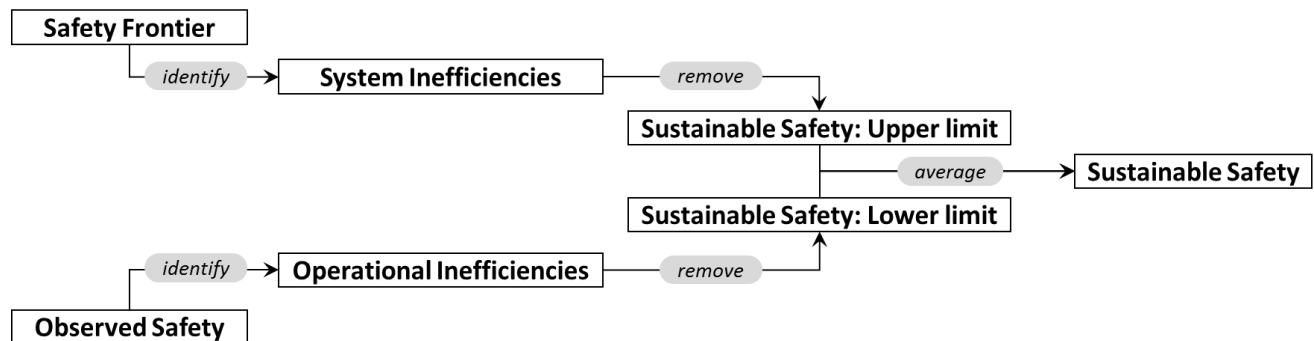 Safety Frontier
identify
System Inefficiencies
remove
Sustainable Safety: Upper limit
average
Sustainable Safety
Sustainable Safety: Lower limit
identify
Operational Inefficiencies
remove
Observed Safety